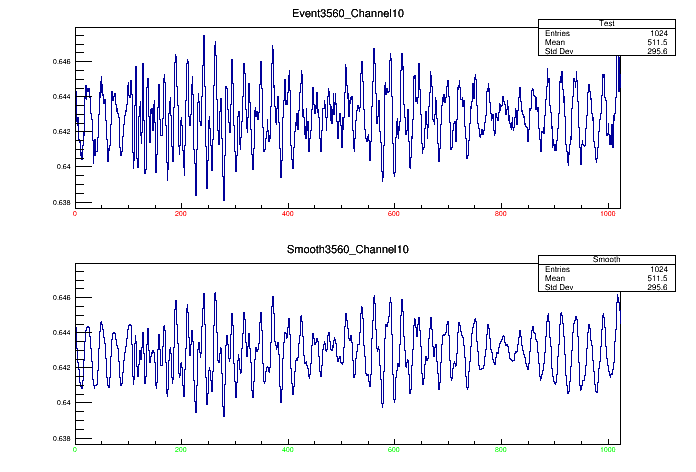 Event3560_Channel10
Test
Entries 1024
Mean 511.5
Std Dev 295.6
0.646
0.644
0.642
0.64
0.638
0 200 400 600 800 1000
Smooth3560_Channel10
Smooth
Entries 1024
Mean 511.5
Std Dev 295.6
0.646
0.644
0.642
0.64
0.638
0 200 400 600 800 1000